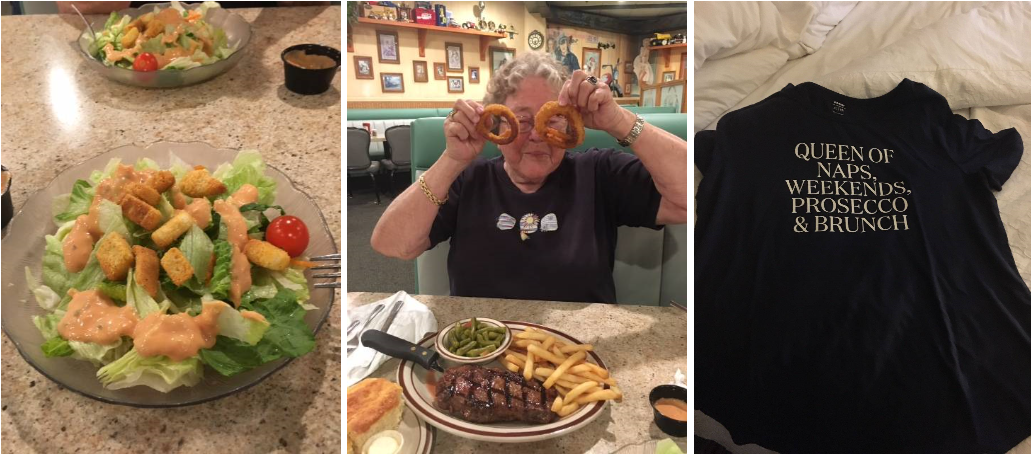 QUEEN OF
NAPS,
WEEKENDS,
PROSECCO
& BRUNCH